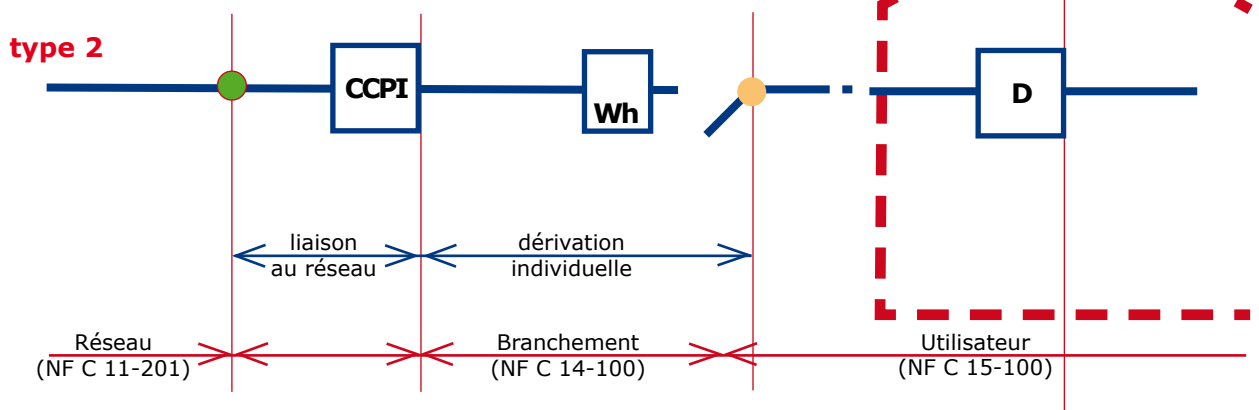 type 2
CCPI
Wh
D
liaison
au réseau
dérivation
individuelle
Réseau
(NF C 11-201)
Branchement
(NF C 14-100)
Utilisateur
(NF C 15-100)